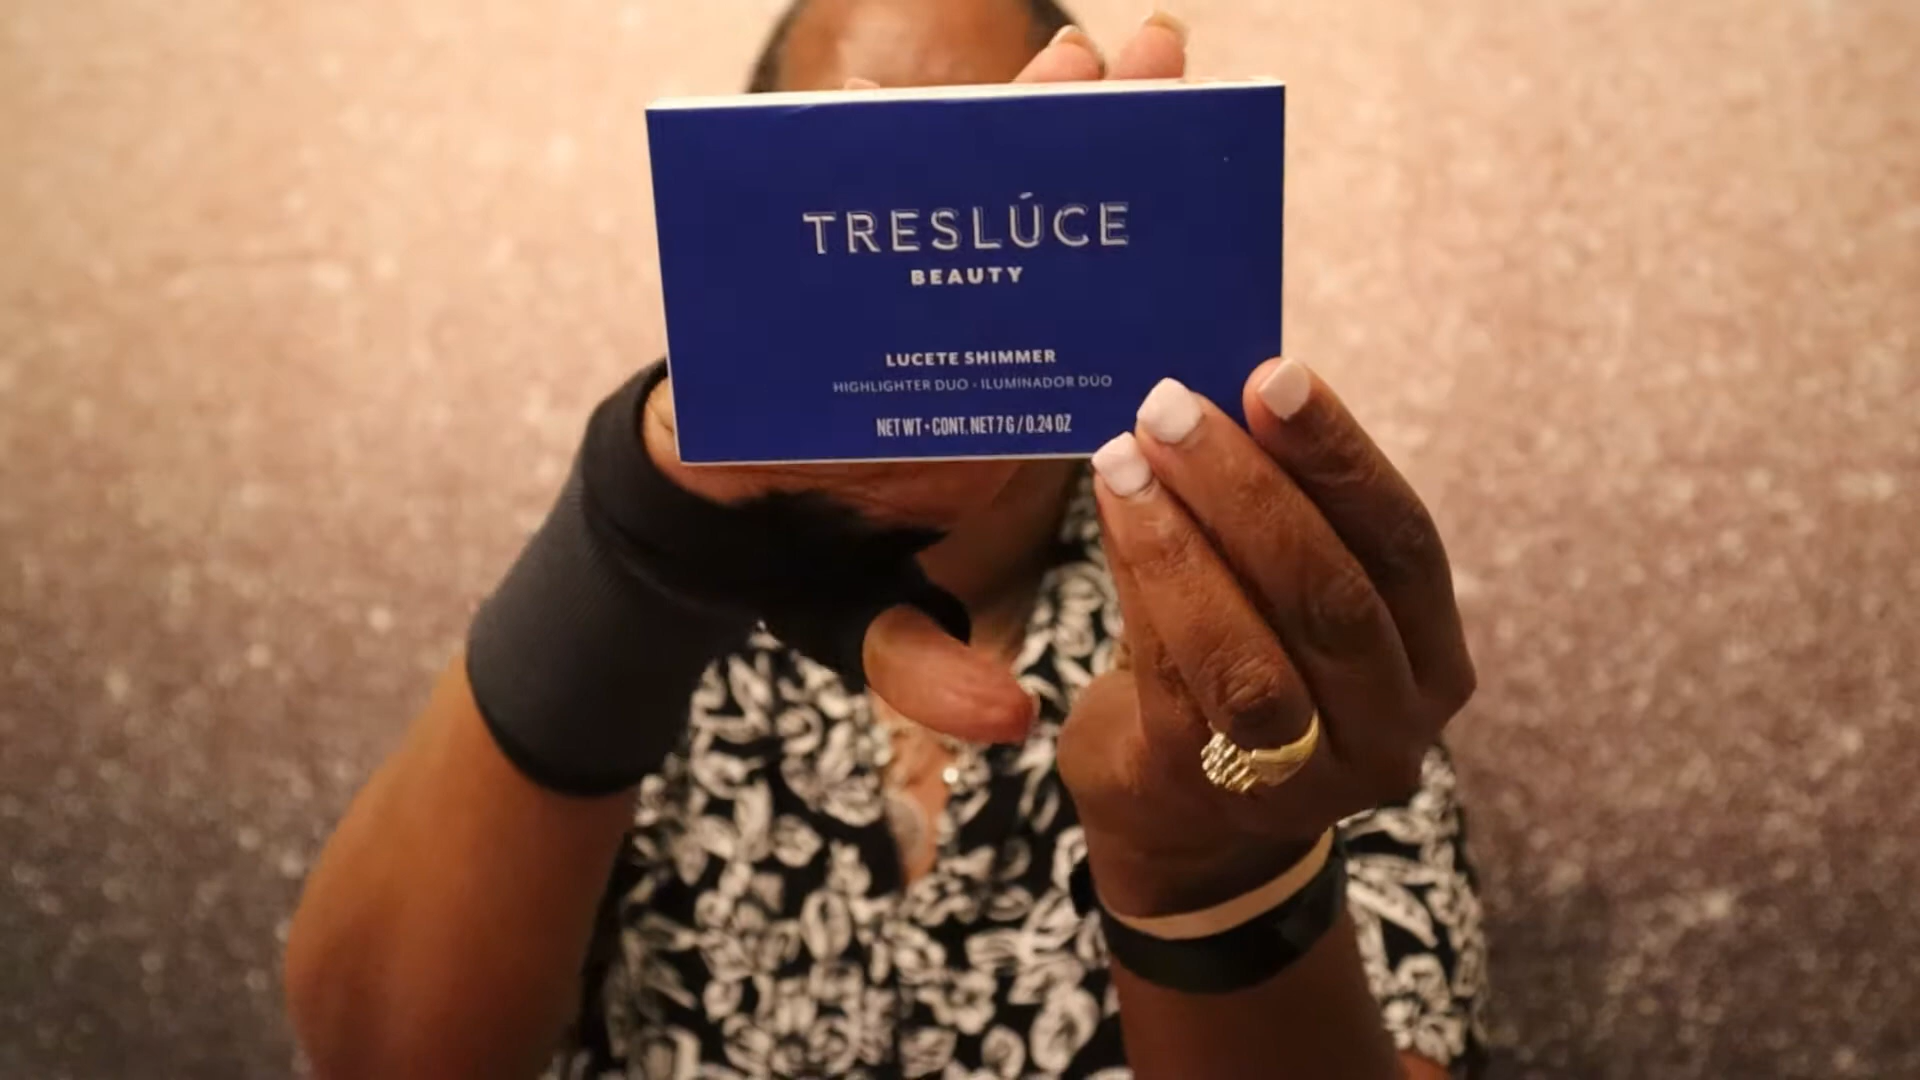 TRESLÚCE
BEAUTY
LUCETE SHIMMER
HIGHLIGHTER DUO • ILUMINADOR DÚO
NET WT • CONT. NET 7 G / 0.24 OZ